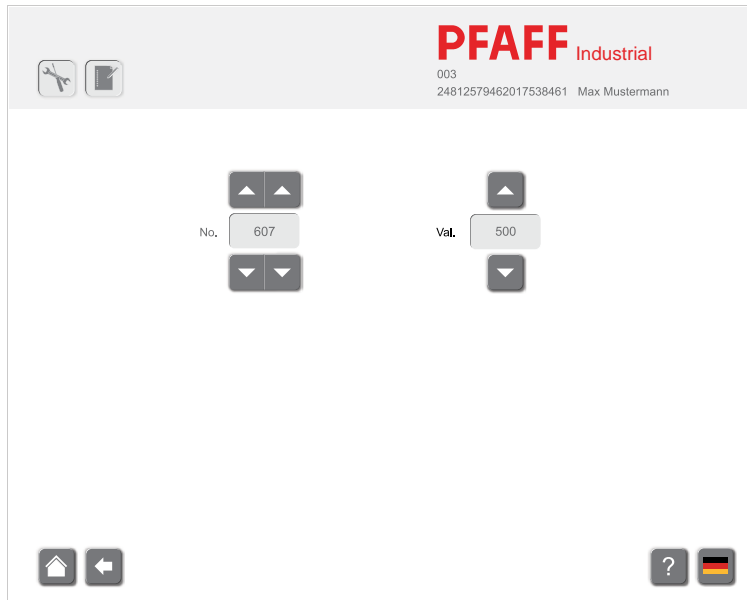 PFAFF Industrial
003
24812579462017538461 Max Mustermann
No. 607
Val. 500
?